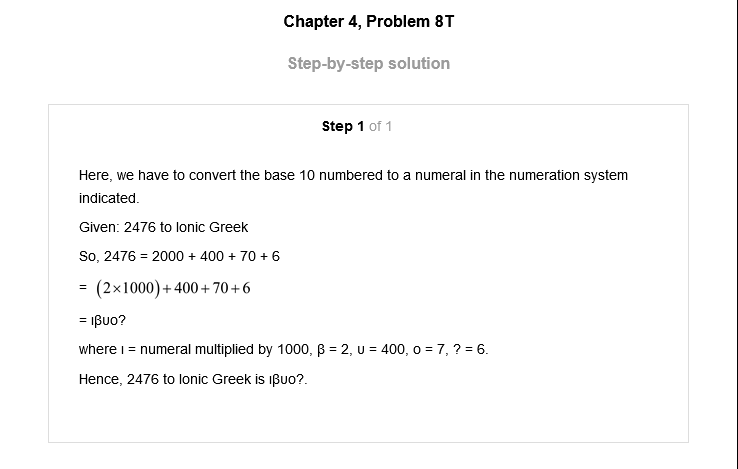 Chapter 4, Problem 8T
Step-by-step solution
Step 1 of 1
Here, we have to convert the base 10 numbered to a numeral in the numeration system
indicated.
Given: 2476 to Ionic Greek
So, 2476 = 2000 + 400 + 70 + 6
= (2×1000)+400+70+6
= ıβυo?
where ı = numeral multiplied by 1000, β = 2, υ = 400, o = 7, ? = 6.
Hence, 2476 to Ionic Greek is ıβυo?.